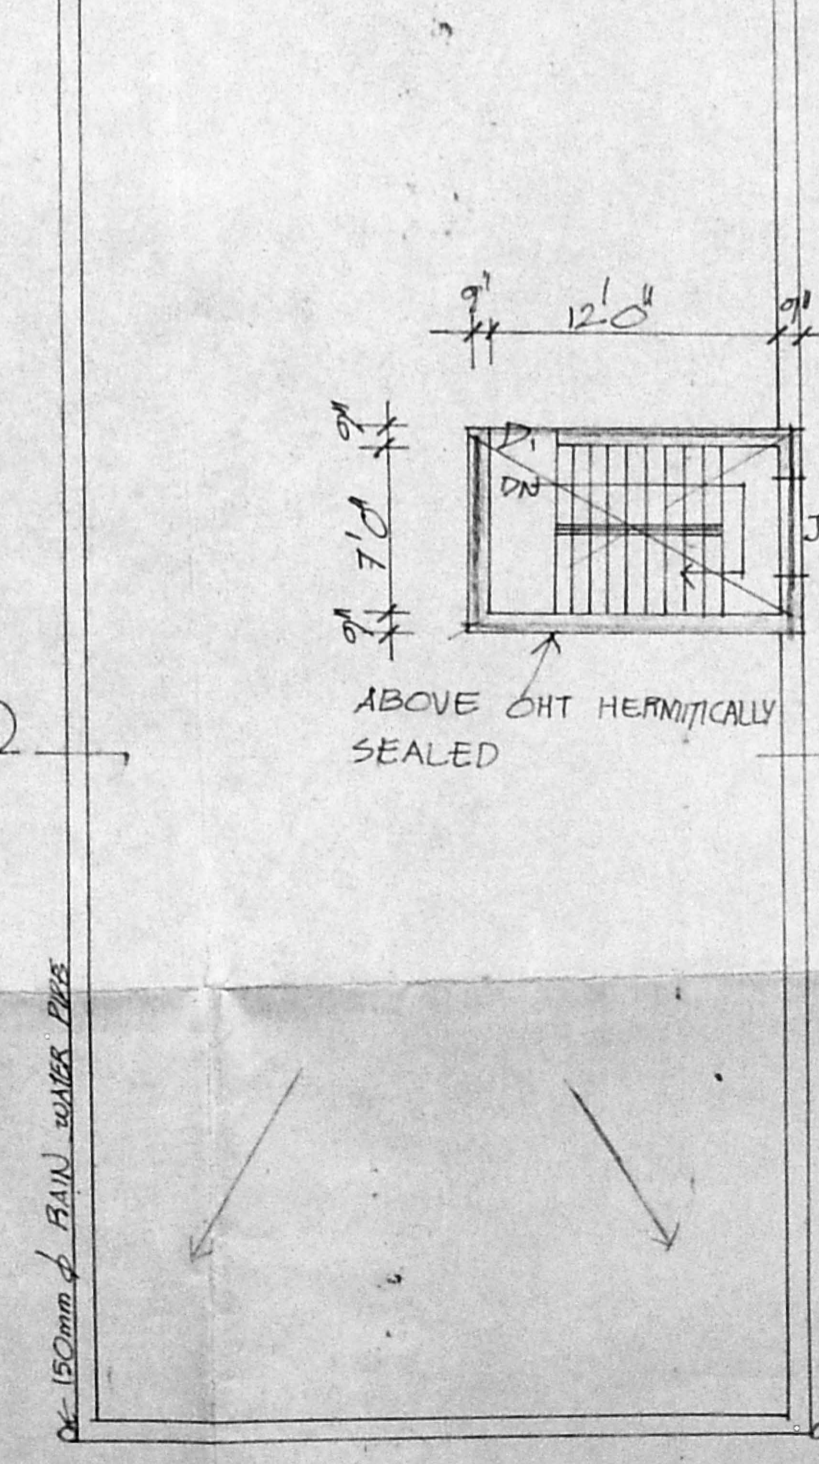 9" 12'0" 9"
9"
7'0"
9"
D1
DN
J
ABOVE OHT HERMITICALLY
SEALED
150mm φ RAIN WATER PIPE